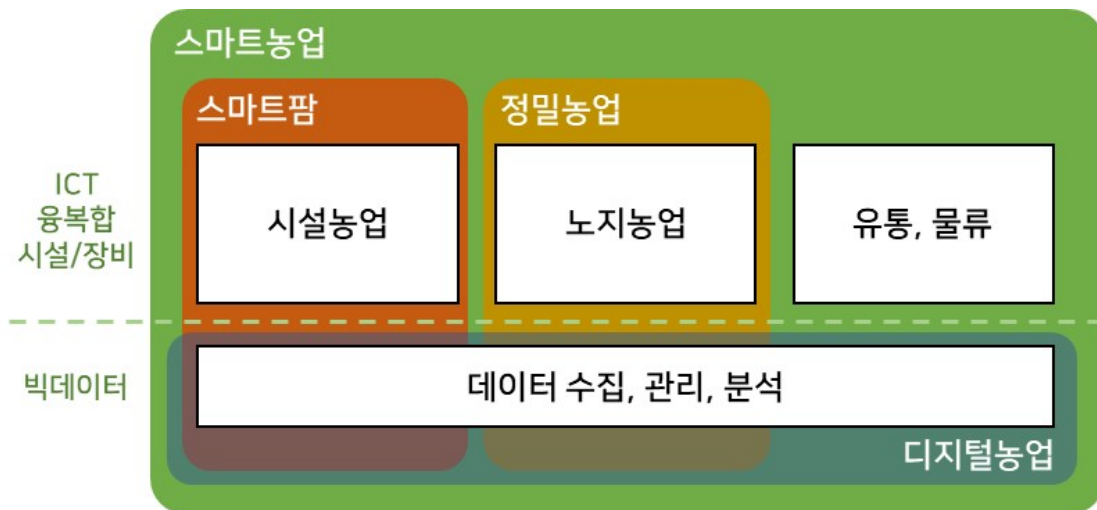 스마트농업
스마트팜
정밀농업
ICT
융복합
시설/장비
시설농업
노지농업
유통, 물류
빅데이터
데이터 수집, 관리, 분석
디지털농업